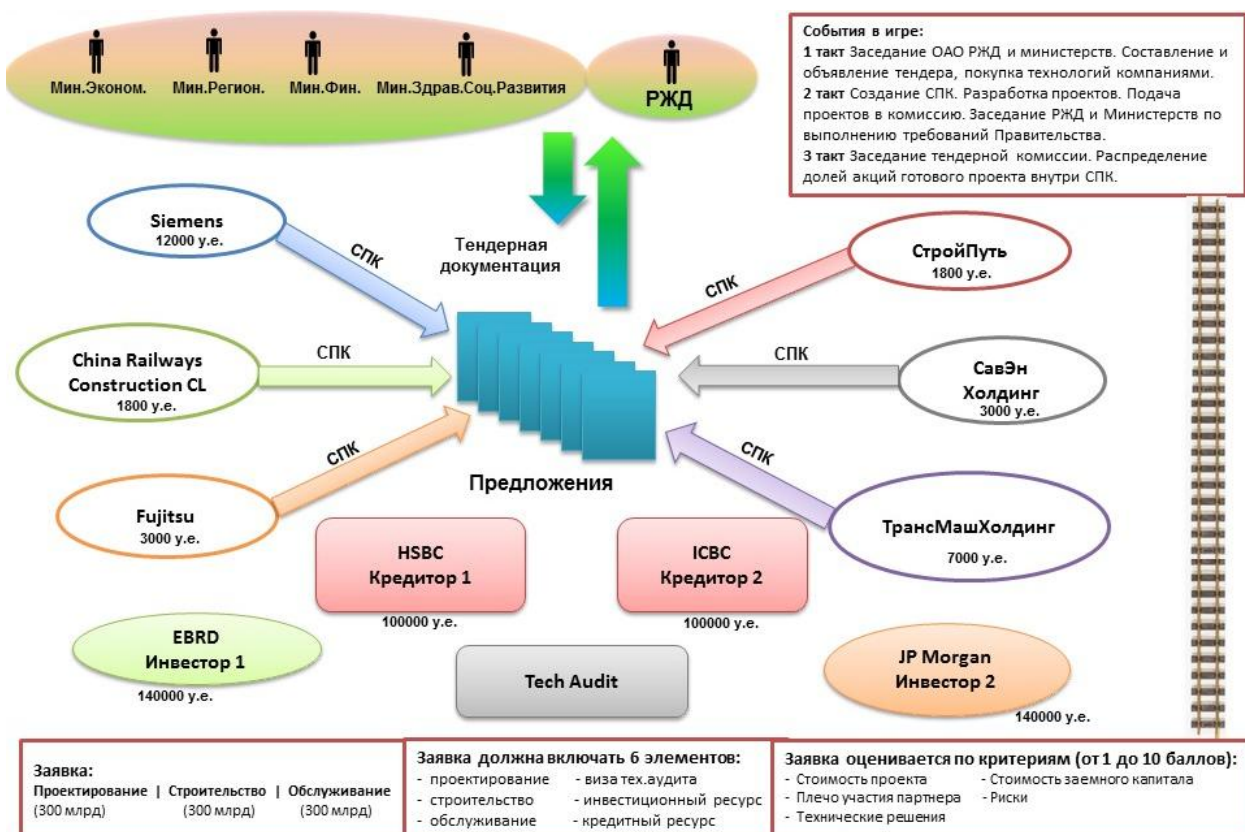 Мин.Эконом.
Мин.Регион.
Мин.Фин.
Мин.Здрав.Соц.Развития
РЖД
События в игре:
1 такт Заседание ОАО РЖД и министерств. Составление и
объявление тендера, покупка технологий компаниями.
2 такт Создание СПК. Разработка проектов. Подача
проектов в комиссию. Заседание РЖД и Министерств по
выполнению требований Правительства.
3 такт Заседание тендерной комиссии. Распределение
долей акций готового проекта внутри СПК.
Siemens
12000 у.е.
СПК
Тендерная
документация
СПК
СтройПуть
1800 у.е.
China Railways
Construction CL
1800 у.е.
СПК
СПК
СавЭн
Холдинг
3000 у.е.
Fujitsu
3000 у.е.
СПК
Предложения
СПК
ТрансМашХолдинг
7000 у.е.
HSBC
Кредитор 1
100000 у.е.
ICBC
Кредитор 2
100000 у.е.
EBRD
Инвестор 1
140000 у.е.
Tech Audit
JP Morgan
Инвестор 2
140000 у.е.
Заявка:
Проектирование | Строительство | Обслуживание
(300 млрд) (300 млрд) (300 млрд)
Заявка должна включать 6 элементов:
- проектирование - виза тех.аудита
- строительство - инвестиционный ресурс
- обслуживание - кредитный ресурс
Заявка оценивается по критериям (от 1 до 10 баллов):
- Стоимость проекта - Стоимость заемного капитала
- Плечо участия партнера - Риски
- Технические решения